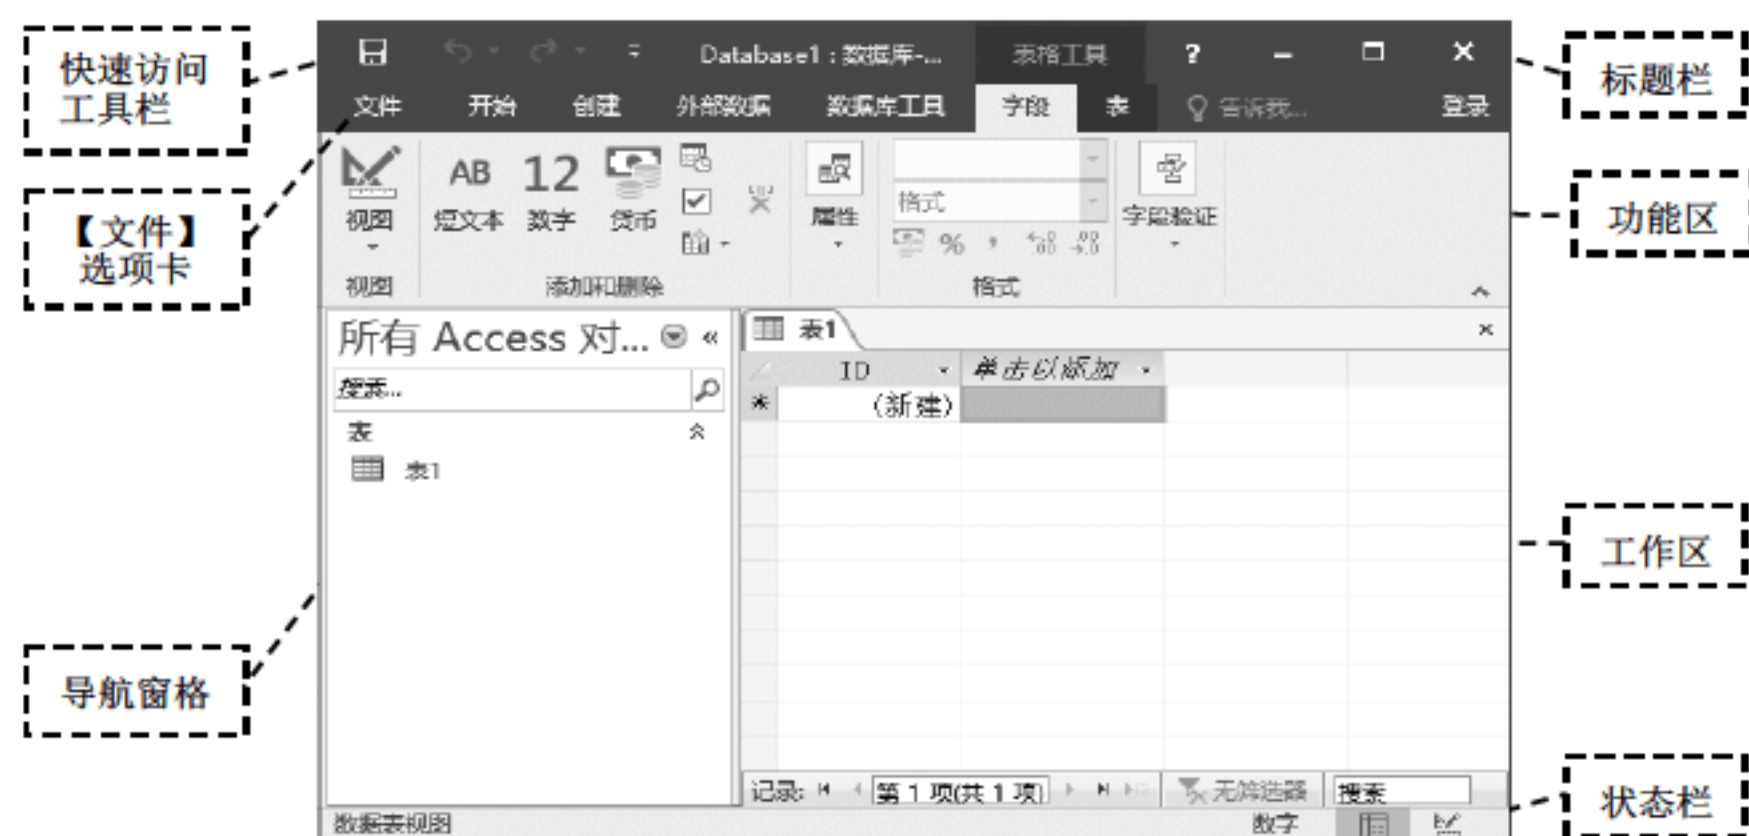 快速访问
工具栏
【文件】
选项卡
导航窗格
Database1 : 数据库-...
表格工具
?
文件
开始
创建
外部数据
数据库工具
字段
表
告诉我...
登录
视图
AB
短文本
12
数字
货币
属性
格式
%
字段验证
视图
添加和删除
格式
所有 Access 对...
搜索...
表
表1
表1
ID
单击以添加
*
(新建)
记录:
第 1 项(共 1 项)
无筛选器
搜索
数据表视图
数字
标题栏
功能区
工作区
状态栏